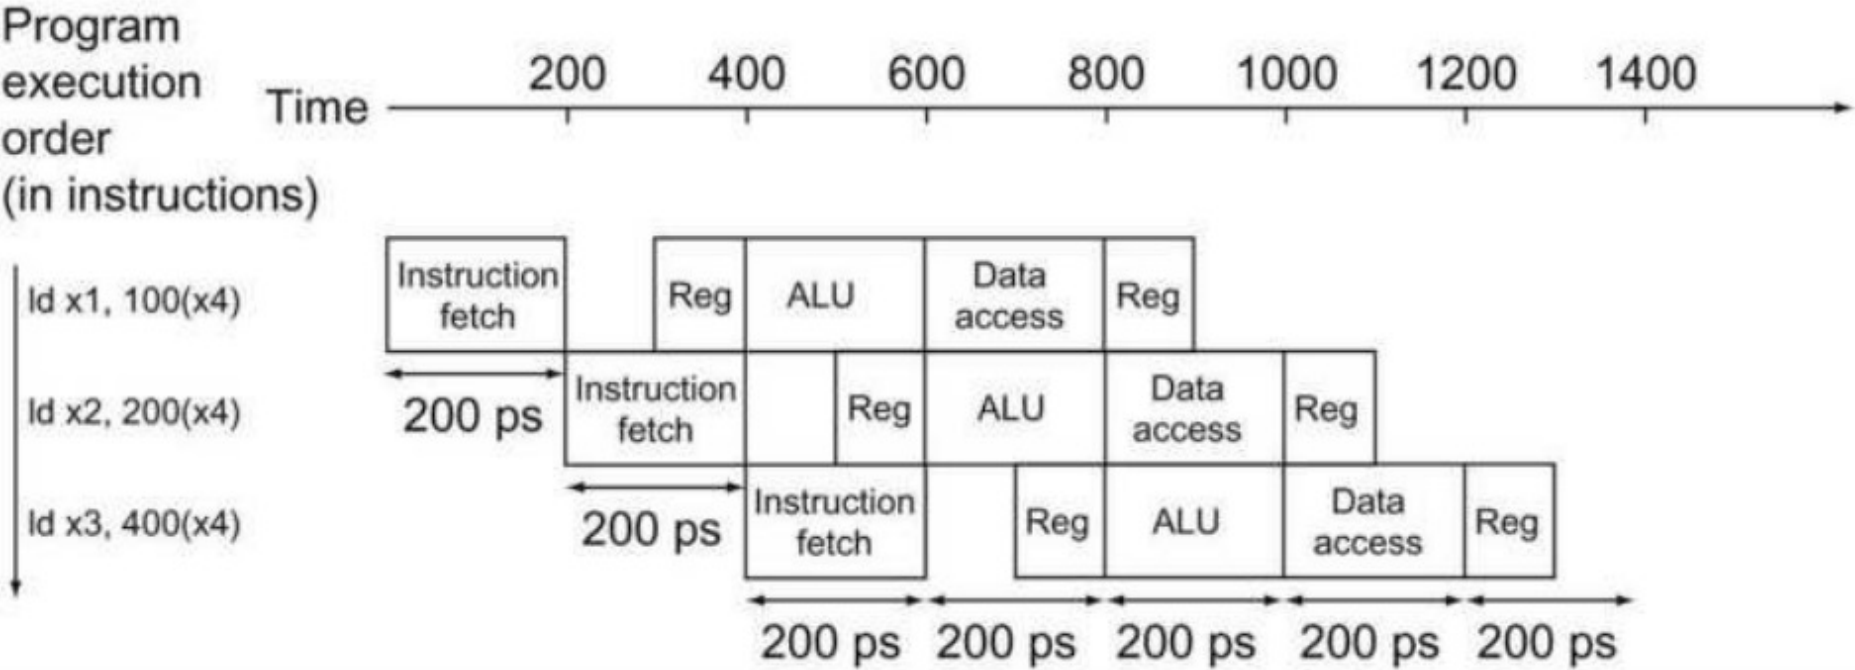 Program
execution
order
(in instructions)
Time
200 400 600 800 1000 1200 1400
ld x1, 100(x4)
Instruction
fetch
Reg
ALU
Data
access
Reg
200 ps
ld x2, 200(x4)
Instruction
fetch
Reg
ALU
Data
access
Reg
200 ps
ld x3, 400(x4)
Instruction
fetch
Reg
ALU
Data
access
Reg
200 ps 200 ps 200 ps 200 ps 200 ps